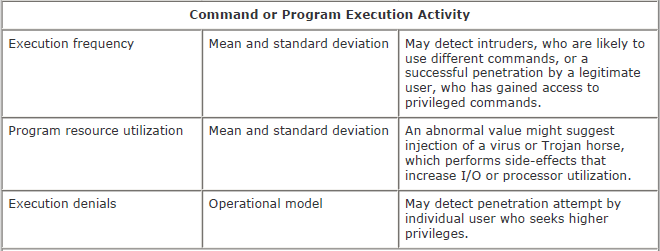 Command or Program Execution Activity
Execution frequency
Mean and standard deviation
May detect intruders, who are likely to
use different commands, or a
successful penetration by a legitimate
user, who has gained access to
privileged commands.
Program resource utilization
Mean and standard deviation
An abnormal value might suggest
injection of a virus or Trojan horse,
which performs side-effects that
increase I/O or processor utilization.
Execution denials
Operational model
May detect penetration attempt by
individual user who seeks higher
privileges.